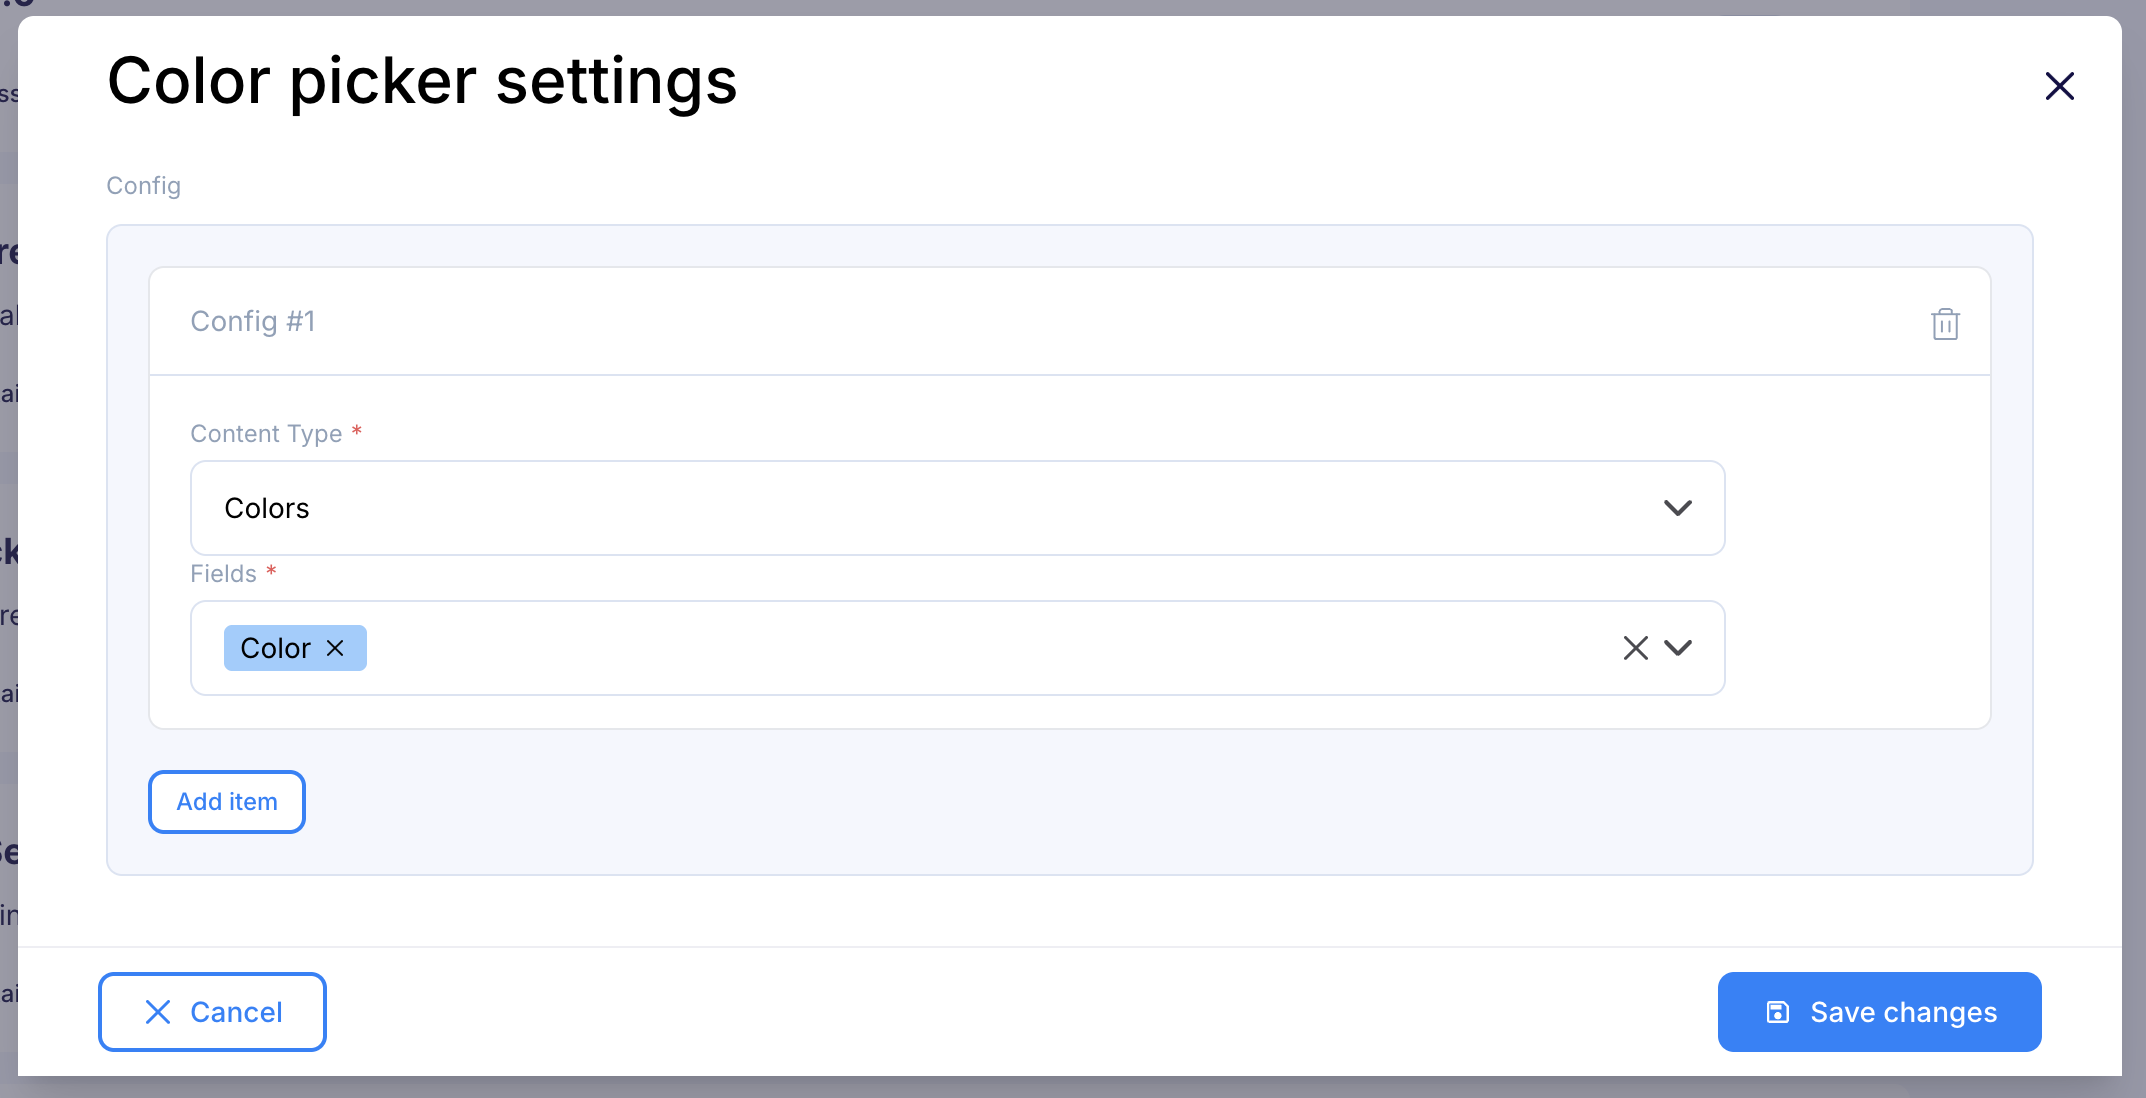 Color picker settings
Config
Config #1
Content Type *
Colors
Fields *
Color
Add item
Cancel
Save changes